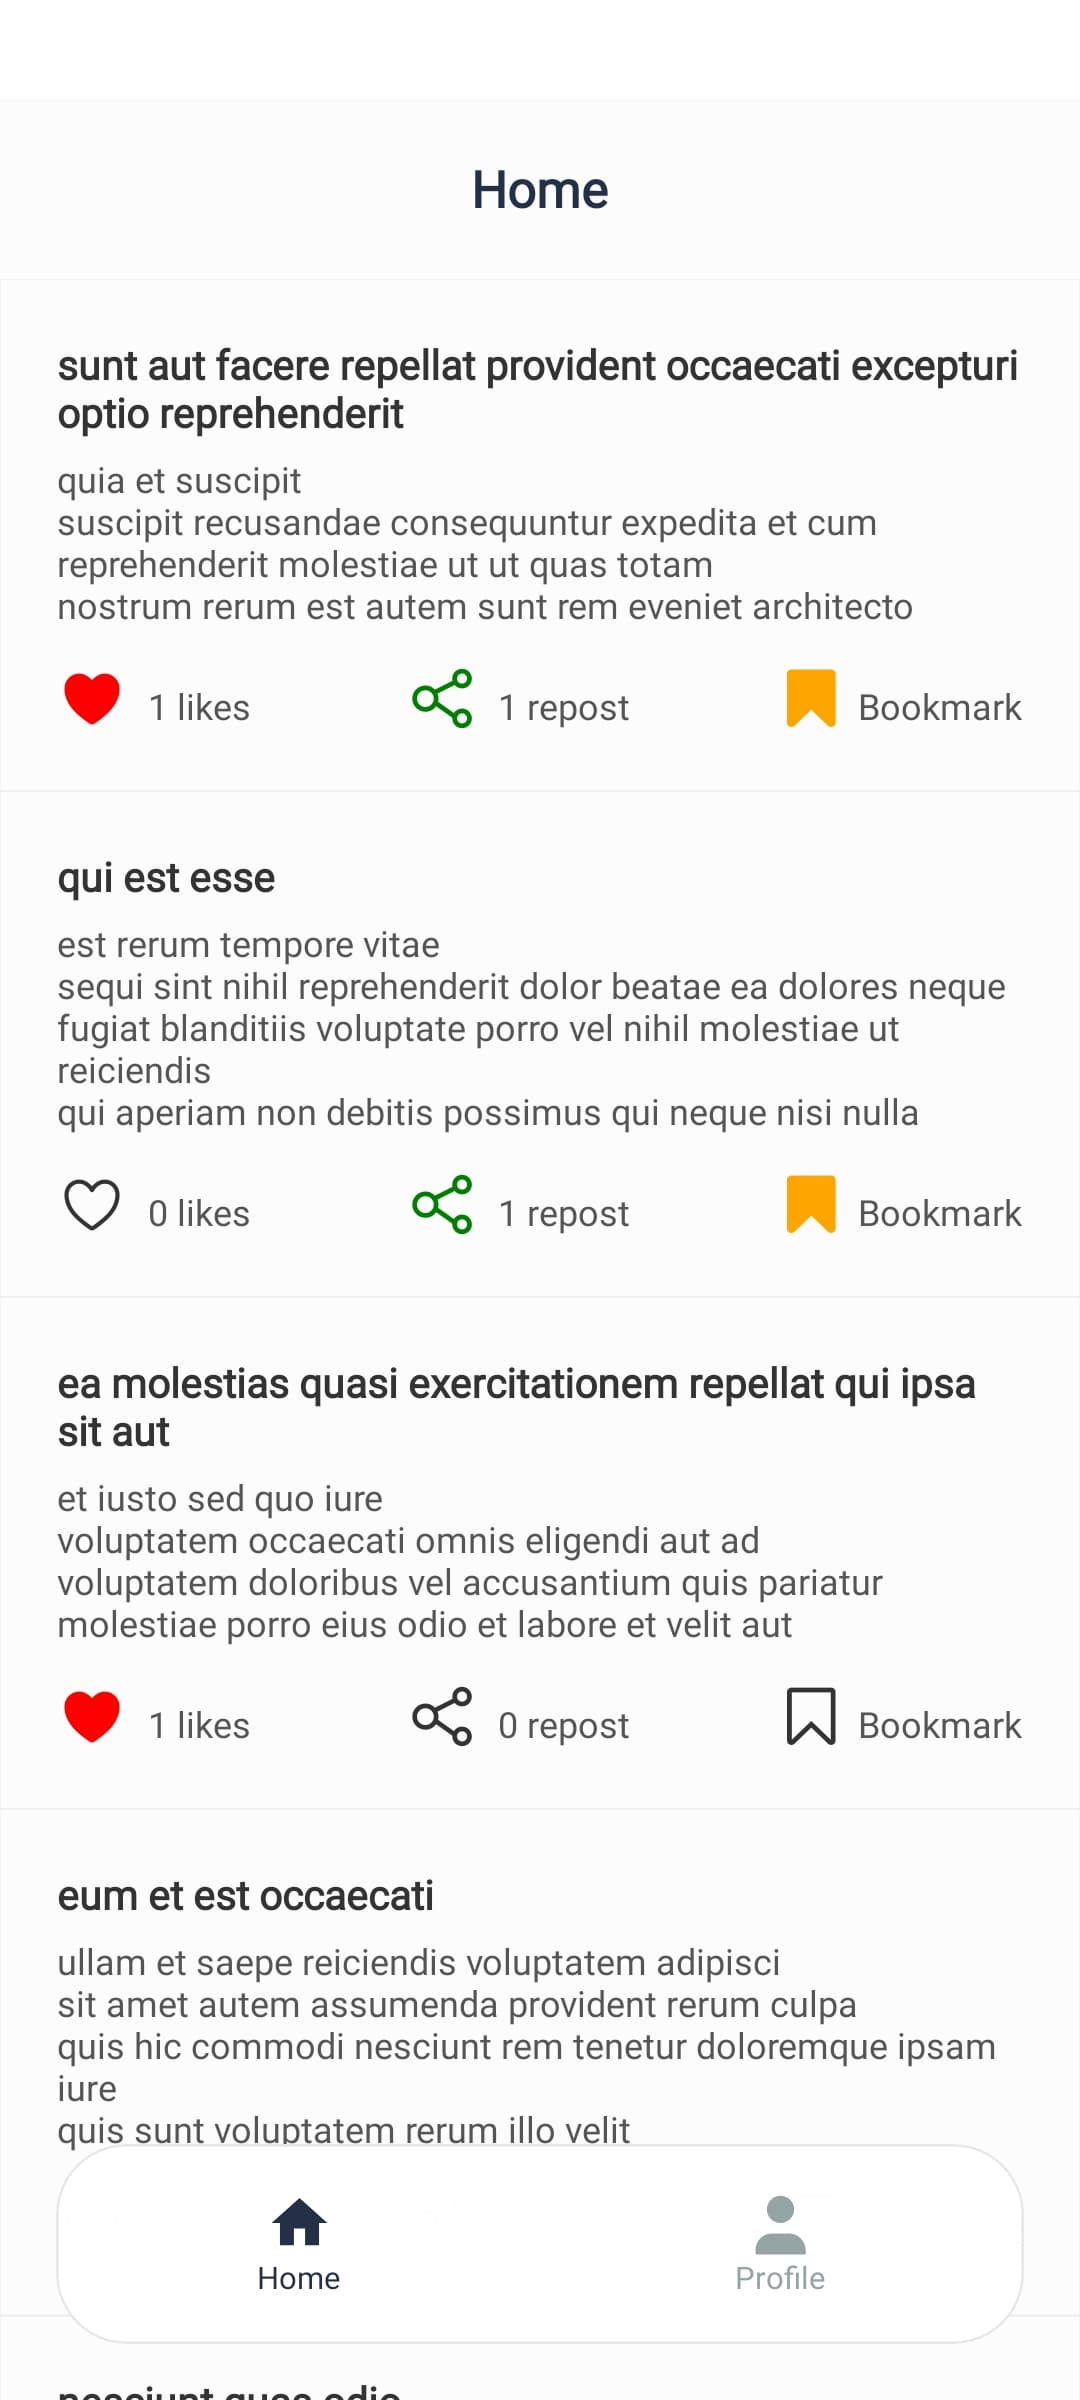 Home
sunt aut facere repellat provident occaecati excepturi
optio reprehenderit
quia et suscipit
suscipit recusandae consequuntur expedita et cum
reprehenderit molestiae ut ut quas totam
nostrum rerum est autem sunt rem eveniet architecto
1 likes 1 repost Bookmark
qui est esse
est rerum tempore vitae
sequi sint nihil reprehenderit dolor beatae ea dolores neque
fugiat blanditiis voluptate porro vel nihil molestiae ut
reiciendis
qui aperiam non debitis possimus qui neque nisi nulla
0 likes 1 repost Bookmark
ea molestias quasi exercitationem repellat qui ipsa
sit aut
et iusto sed quo iure
voluptatem occaecati omnis eligendi aut ad
voluptatem doloribus vel accusantium quis pariatur
molestiae porro eius odio et labore et velit aut
1 likes 0 repost Bookmark
eum et est occaecati
ullam et saepe reiciendis voluptatem adipisci
sit amet autem assumenda provident rerum culpa
quis hic commodi nesciunt rem tenetur doloremque ipsam
iure
quis sunt voluptatem rerum illo velit
Home Profile
nesciunt quas odio